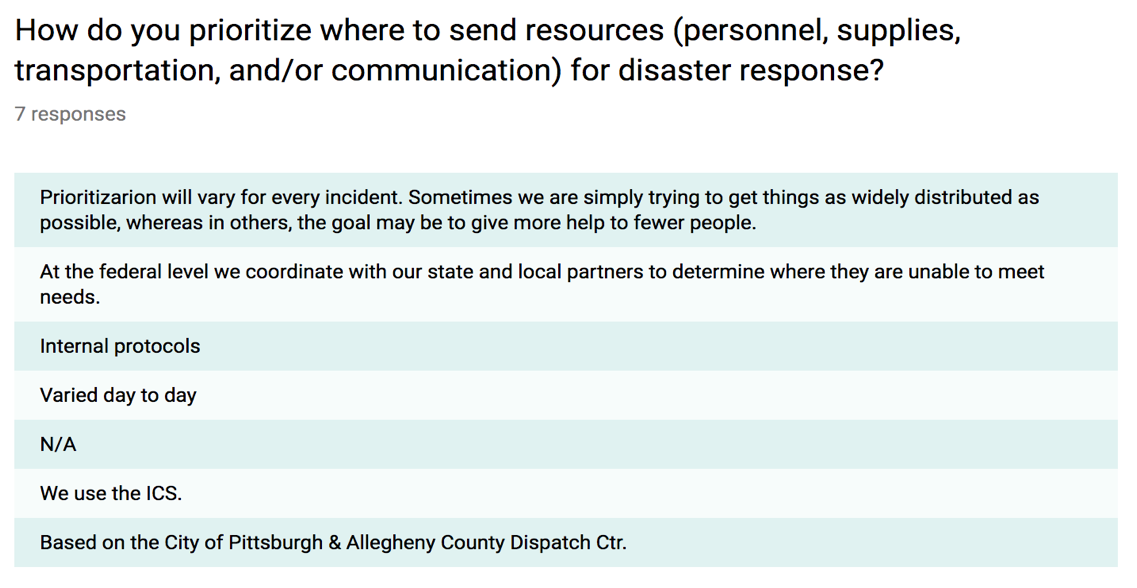 How do you prioritize where to send resources (personnel, supplies,
transportation, and/or communication) for disaster response?
7 responses
Prioritizarion will vary for every incident. Sometimes we are simply trying to get things as widely distributed as
possible, whereas in others, the goal may be to give more help to fewer people.
At the federal level we coordinate with our state and local partners to determine where they are unable to meet
needs.
Internal protocols
Varied day to day
N/A
We use the ICS.
Based on the City of Pittsburgh & Allegheny County Dispatch Ctr.